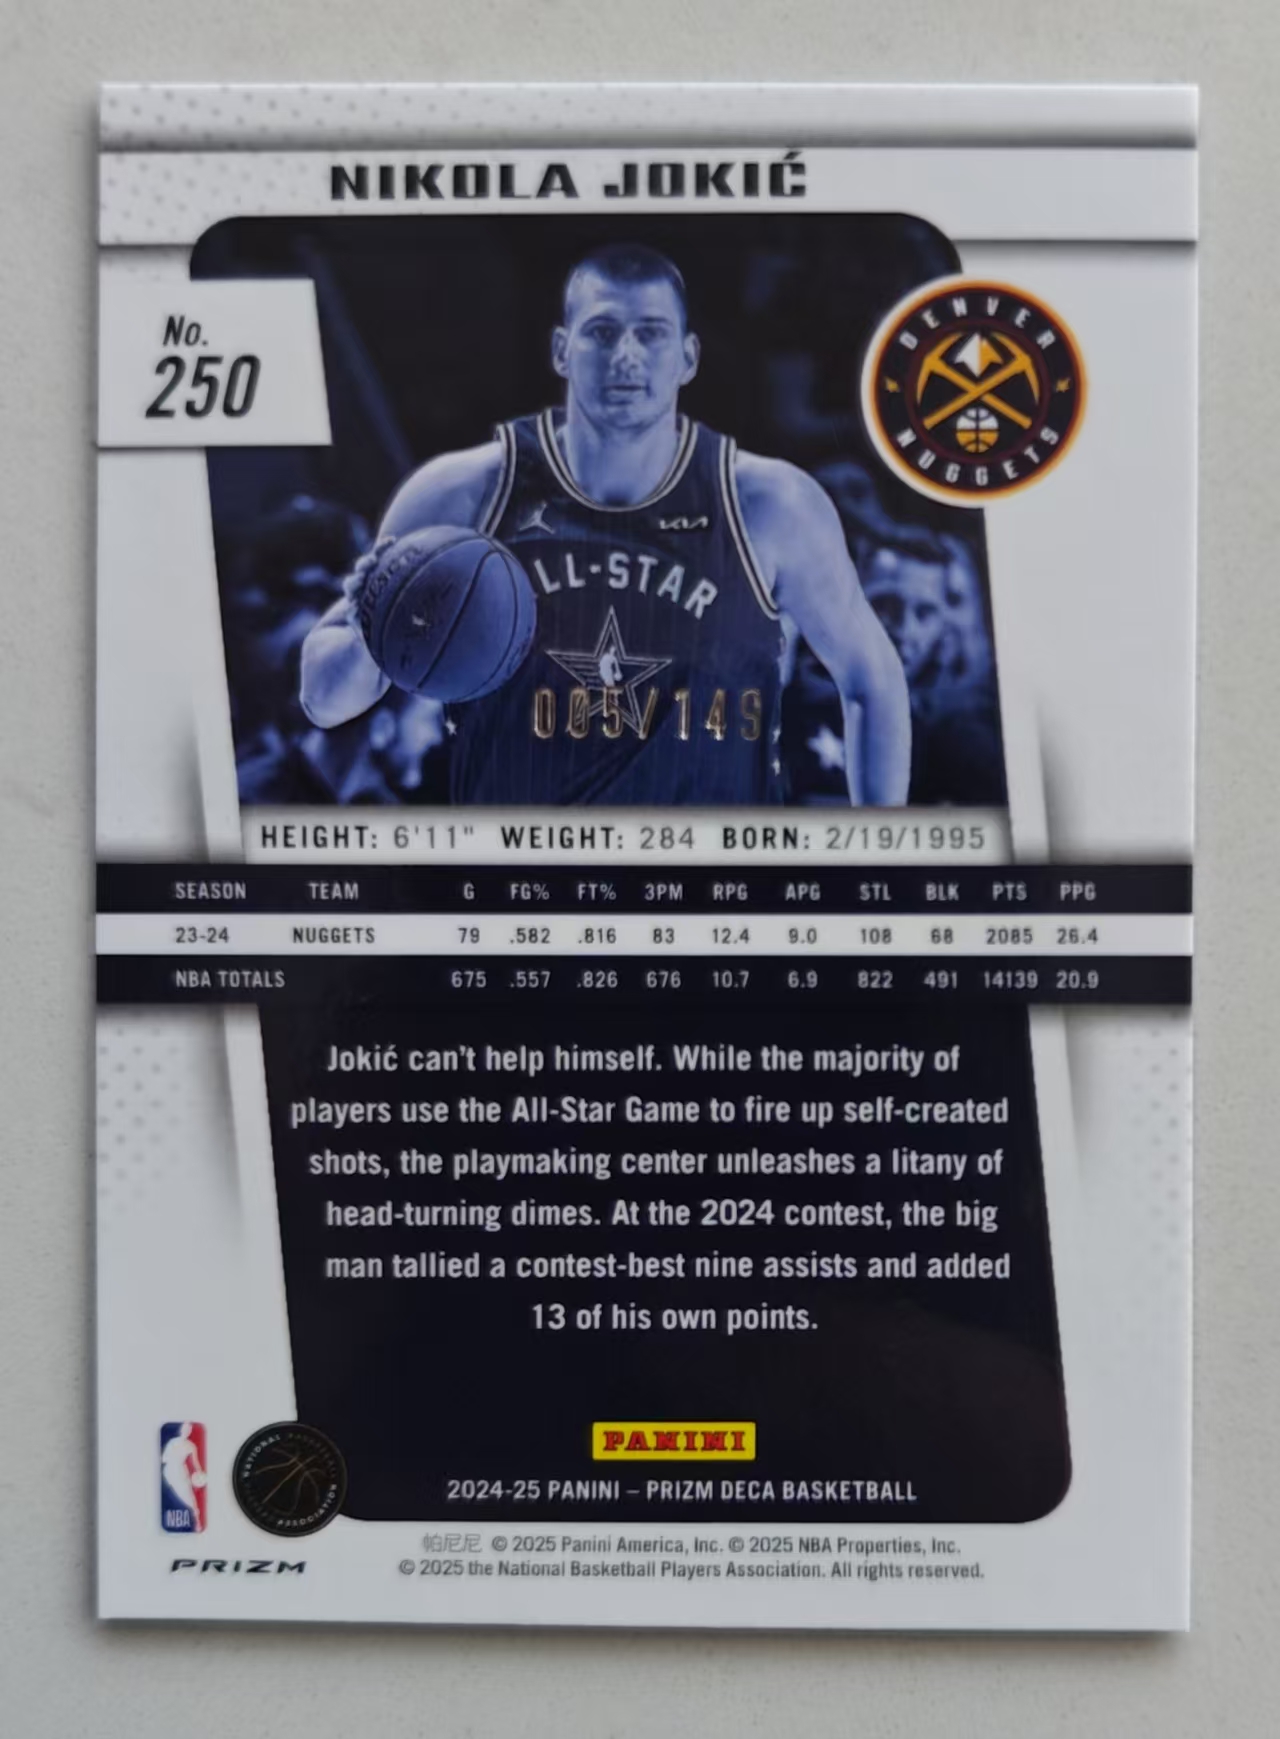 NIKOLA JOKIĆ
No.
250
DENVER
NUGGETS
KIA
ALL-STAR
005/149
HEIGHT: 6'11" WEIGHT: 284 BORN: 2/19/1995
SEASON TEAM G FG% FT% 3PM RPG APG STL BLK PTS PPG
23-24 NUGGETS 79 .582 .816 83 12.4 9.0 108 68 2085 26.4
NBA TOTALS 675 .557 .826 676 10.7 6.9 822 491 14139 20.9
Jokić can't help himself. While the majority of
players use the All-Star Game to fire up self-created
shots, the playmaking center unleashes a litany of
head-turning dimes. At the 2024 contest, the big
man tallied a contest-best nine assists and added
13 of his own points.
PANINI
2024-25 PANINI – PRIZM DECA BASKETBALL
NBA
NATIONAL BASKETBALL
PLAYERS ASSOCIATION
PRIZM
帕尼尼 © 2025 Panini America, Inc. © 2025 NBA Properties, Inc.
© 2025 the National Basketball Players Association. All rights reserved.